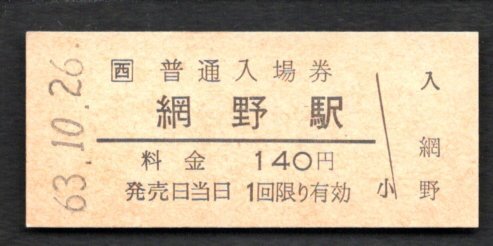 63.10.26.
西 普通入場券
網野駅
料金 140円
発売日当日 1回限り有効
小
入
網野